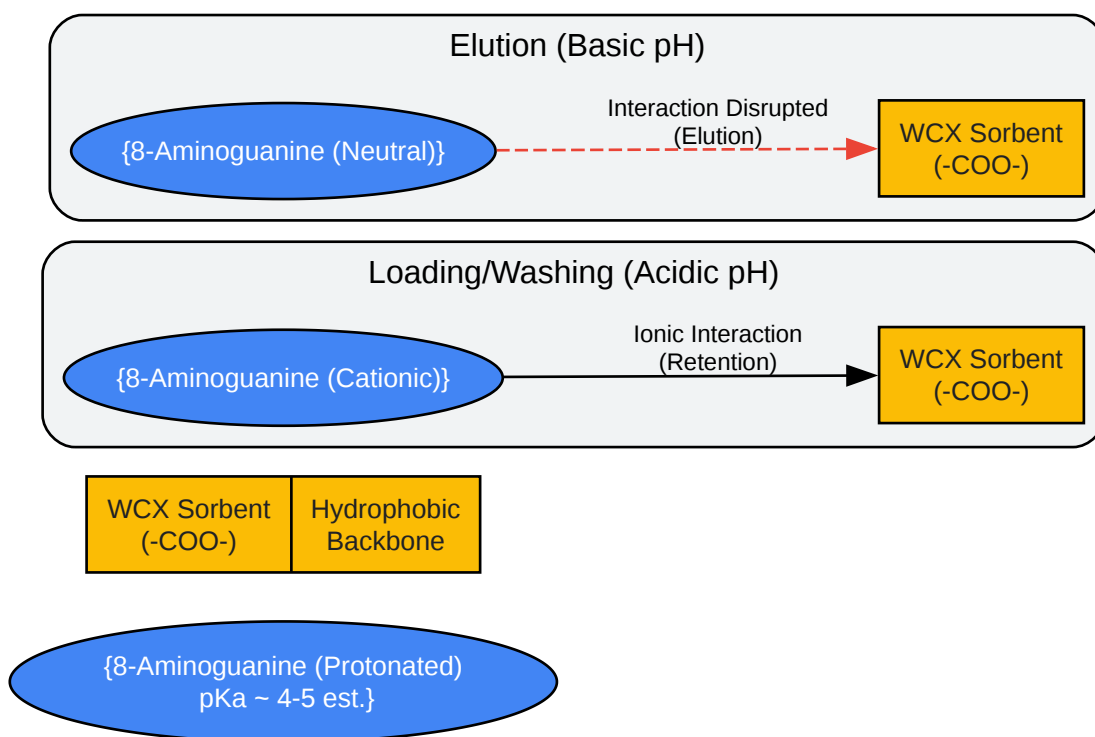 Elution (Basic pH)
{8-Aminoguanine (Neutral)}
Interaction Disrupted
(Elution)
WCX Sorbent
(-COO-)
Loading/Washing (Acidic pH)
{8-Aminoguanine (Cationic)}
Ionic Interaction
(Retention)
WCX Sorbent
(-COO-)
WCX Sorbent
(-COO-)
Hydrophobic
Backbone
{8-Aminoguanine (Protonated)
pKa ~ 4-5 est.}